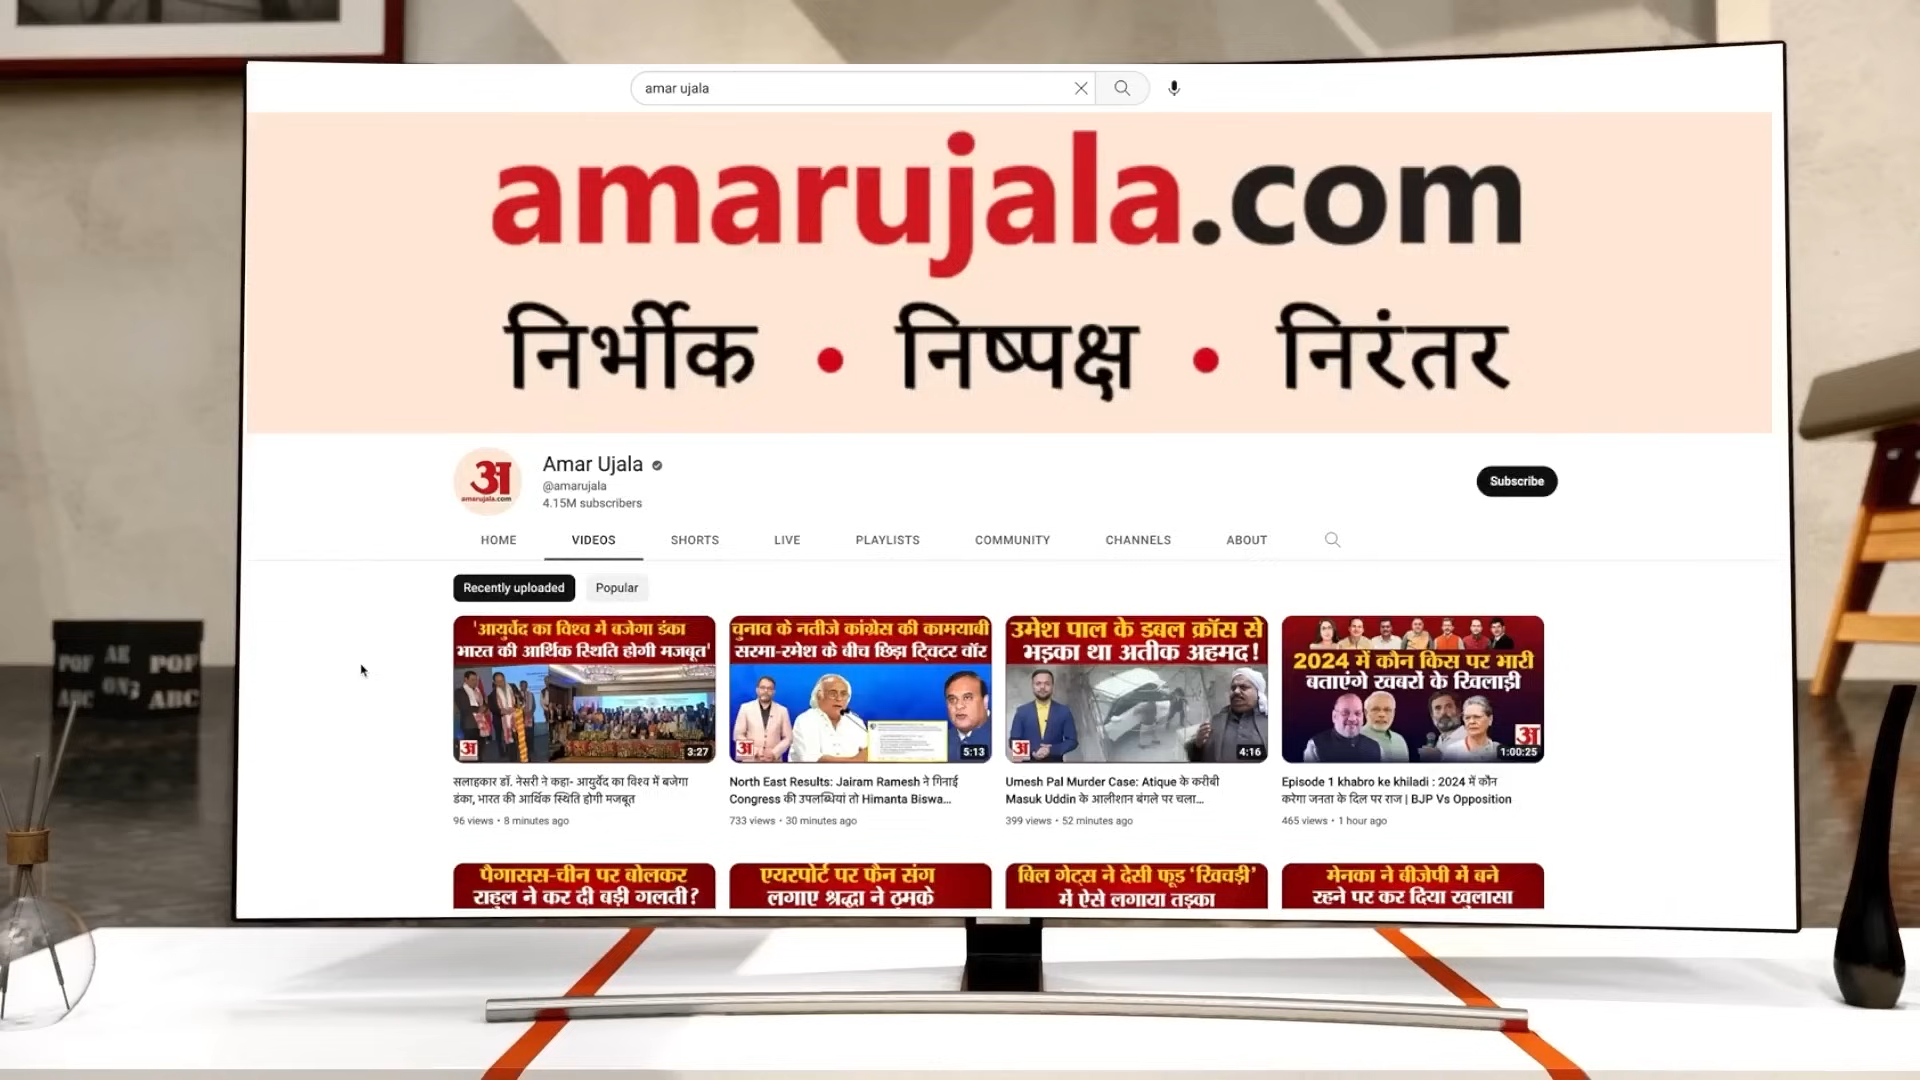 amar ujala
amarujala.com
निर्भीक • निष्पक्ष • निरंतर
अ
amarujala.com
Amar Ujala
@amarujala
4.15M subscribers
Subscribe
HOME VIDEOS SHORTS LIVE PLAYLISTS COMMUNITY CHANNELS ABOUT
Recently uploaded Popular
'आयुर्वेद का विश्व में बजेगा डंका
भारत की आर्थिक स्थिति होगी मजबूत'
अ
3:27
सलाहकार डॉ. नेसरी ने कहा- आयुर्वेद का विश्व में बजेगा
डंका, भारत की आर्थिक स्थिति होगी मजबूत
96 views • 8 minutes ago
चुनाव के नतीजे कांग्रेस की कामयाबी
सरमा-रमेश के बीच छिड़ा ट्विटर वॉर
अ
5:13
North East Results: Jairam Ramesh ने गिनाई
Congress की उपलब्धियां तो Himanta Biswa...
733 views • 30 minutes ago
उमेश पाल के डबल क्रॉस से
भड़का था अतीक अहमद!
अ
4:16
Umesh Pal Murder Case: Atique के करीबी
Masuk Uddin के आलीशान बंगले पर चला...
399 views • 52 minutes ago
2024 में कौन किस पर भारी
बताएंगे खबरों के खिलाड़ी
अ
1:00:25
Episode 1 khabro ke khiladi : 2024 में कौन
करेगा जनता के दिल पर राज | BJP Vs Opposition
465 views • 1 hour ago
पैगासस-चीन पर बोलकर
राहुल ने कर दी बड़ी गलती?
एयरपोर्ट पर फैन संग
लगाए श्रद्धा ने ठुमके
बिल गेट्स ने देसी फूड 'खिचड़ी'
में ऐसे लगाया तड़का
मेनका ने बीजेपी में बने
रहने पर कर दिया खुलासा